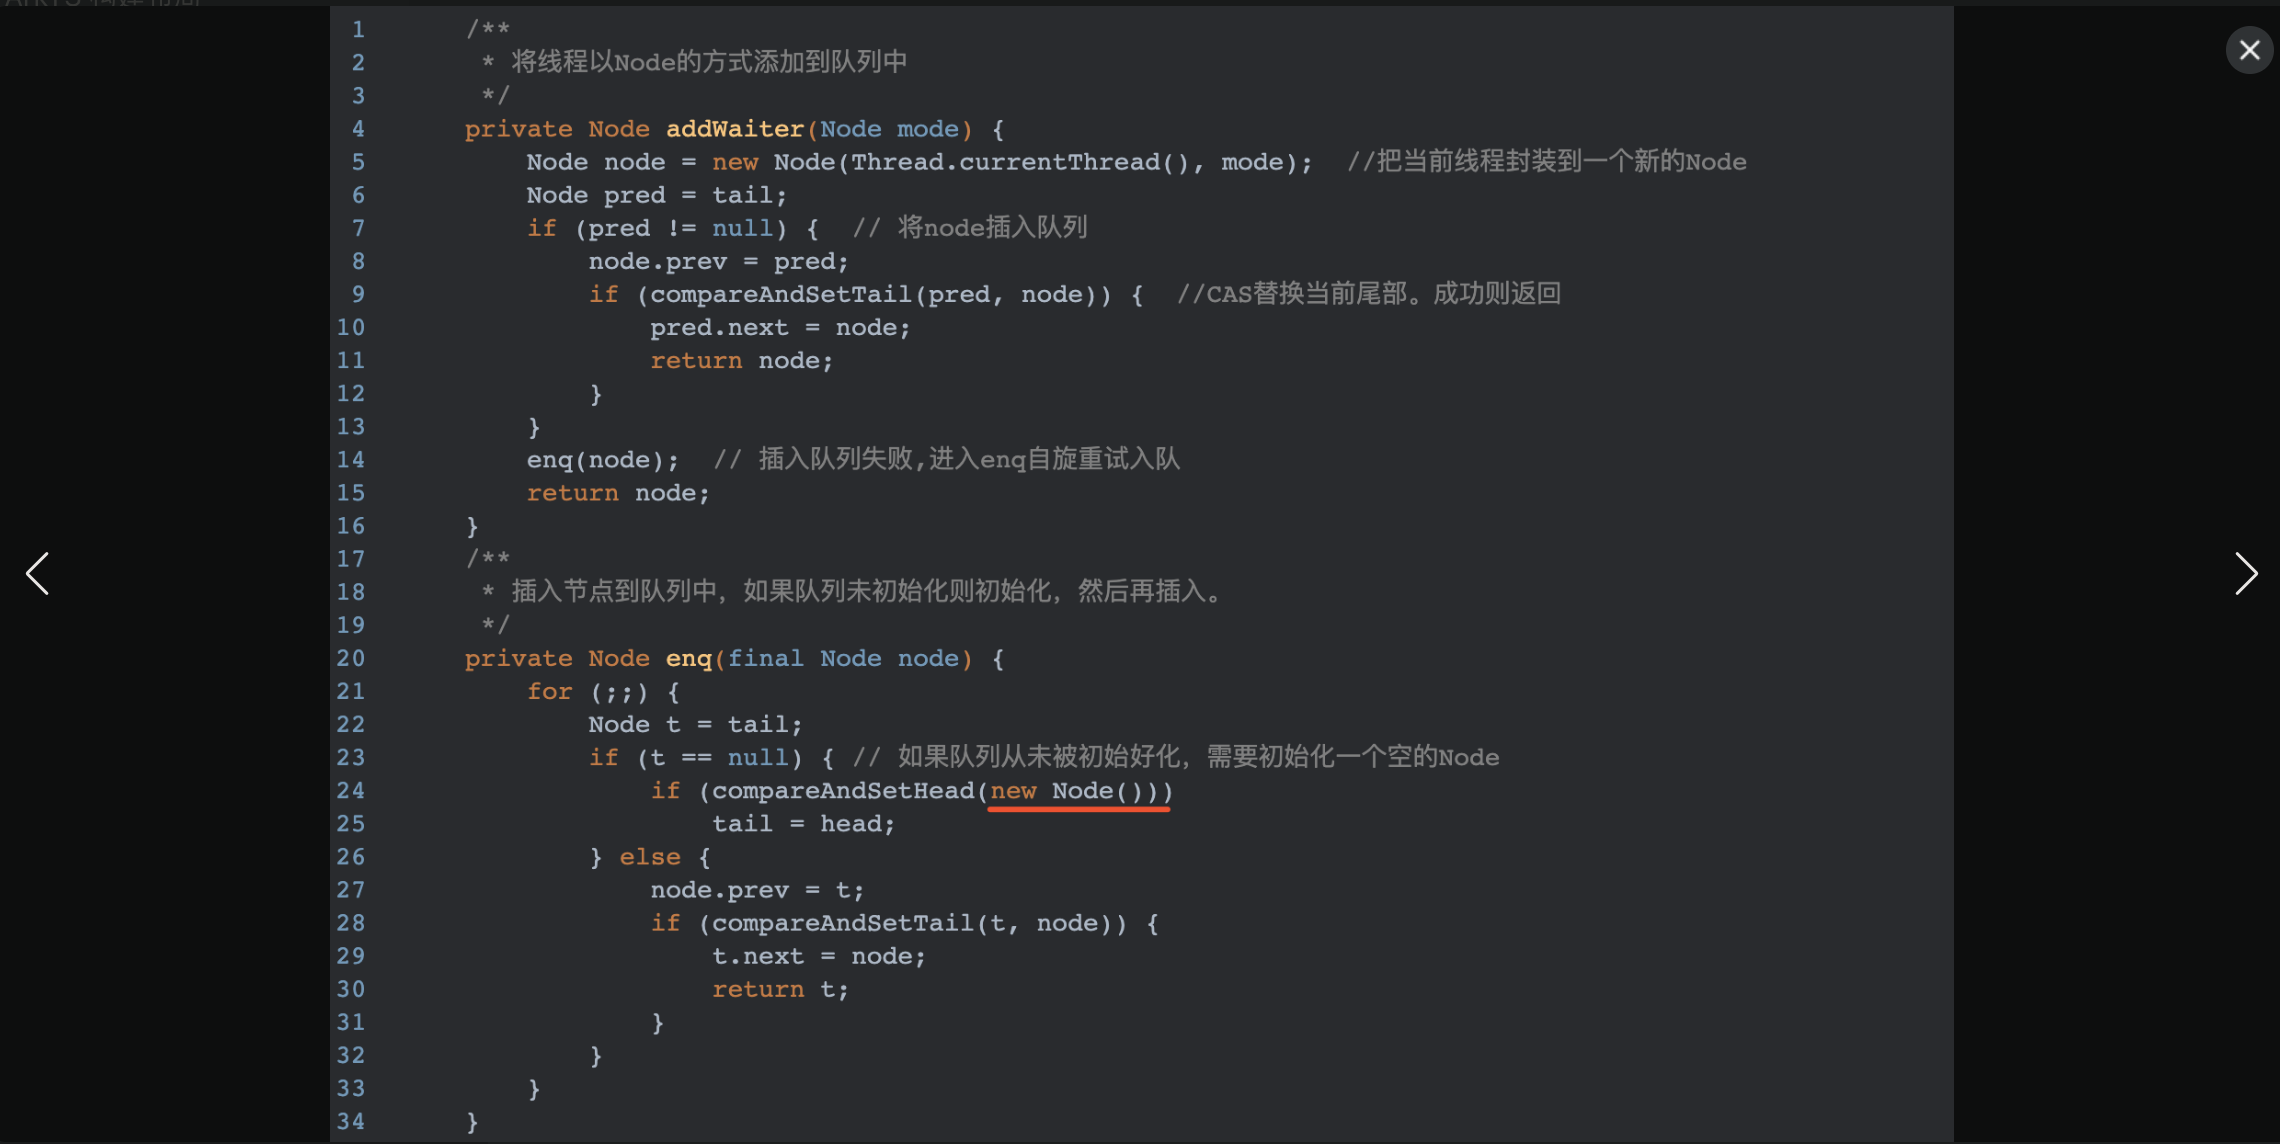 1 /**
2 * 将线程以Node的方式添加到队列中
3 */
4 private Node addWaiter(Node mode) {
5 Node node = new Node(Thread.currentThread(), mode); //把当前线程封装到一个新的Node
6 Node pred = tail;
7 if (pred != null) { // 将node插入队列
8 node.prev = pred;
9 if (compareAndSetTail(pred, node)) { //CAS替换当前尾部。成功则返回
10 pred.next = node;
11 return node;
12 }
13 }
14 enq(node); // 插入队列失败,进入enq自旋重试入队
15 return node;
16 }
17 /**
18 * 插入节点到队列中，如果队列未初始化则初始化，然后再插入。
19 */
20 private Node enq(final Node node) {
21 for (;;) {
22 Node t = tail;
23 if (t == null) { // 如果队列从未被初始好化，需要初始化一个空的Node
24 if (compareAndSetHead(new Node()))
25 tail = head;
26 } else {
27 node.prev = t;
28 if (compareAndSetTail(t, node)) {
29 t.next = node;
30 return t;
31 }
32 }
33 }
34 }